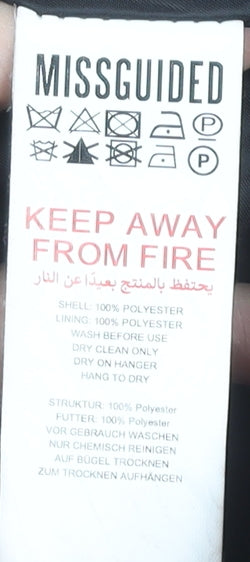 MISSGUIDED
P
P
KEEP AWAY
FROM FIRE
يحتفظ بالمنتج بعيدًا عن النار
SHELL: 100% POLYESTER
LINING: 100% POLYESTER
WASH BEFORE USE
DRY CLEAN ONLY
DRY ON HANGER
HANG TO DRY
STRUKTUR: 100% Polyester
FUTTER: 100% Polyester
VOR GEBRAUCH WASCHEN
NUR CHEMISCH REINIGEN
AUF BÜGEL TROCKNEN
ZUM TROCKNEN AUFHÄNGEN